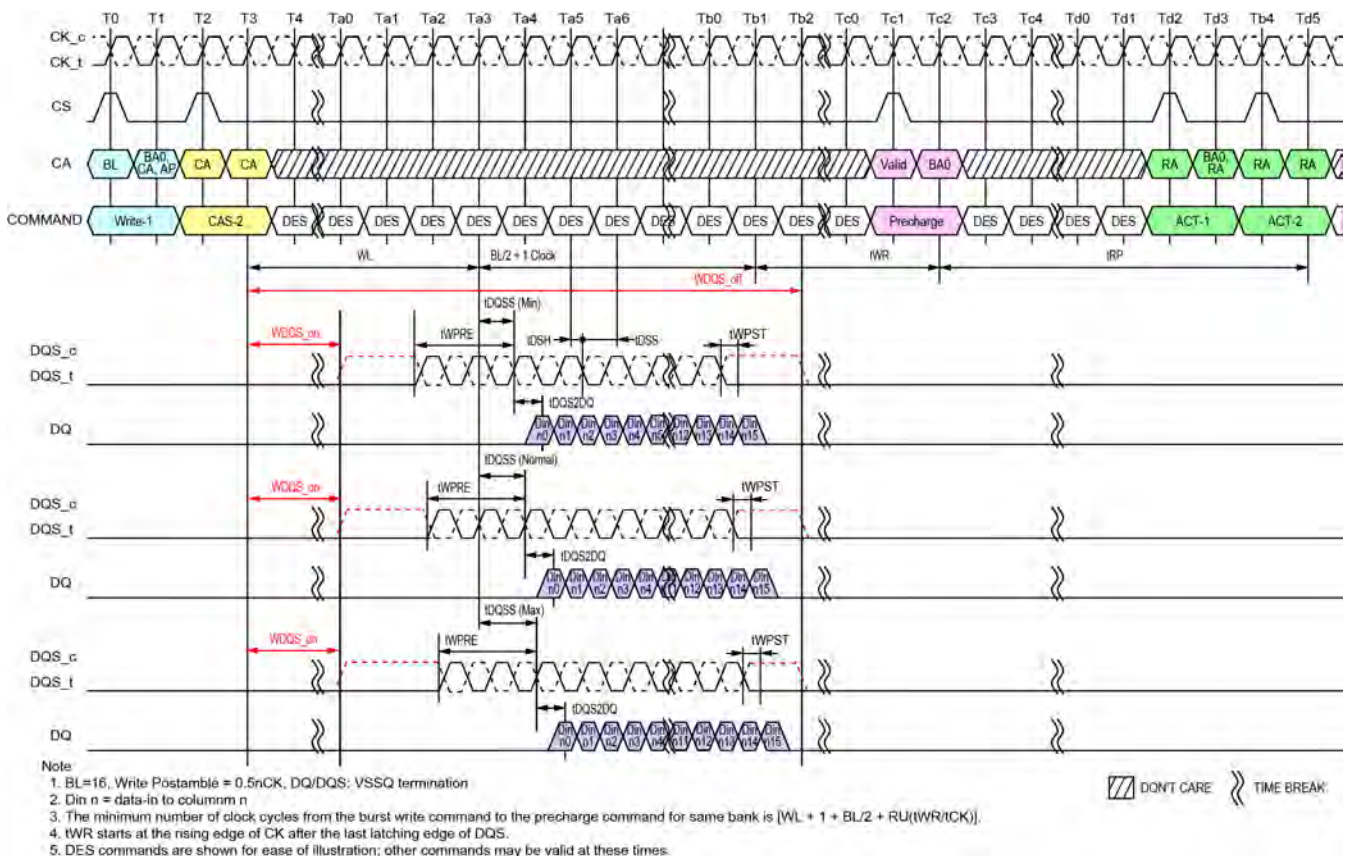 T0 T1 T2 T3 T4 Ta0 Ta1 Ta2 Ta3 Ta4 Ta5 Ta6 Tb0 Tb1 Tb2 Tc0 Tc1 Tc2 Tc3 Tc4 Td0 Td1 Td2 Td3 Tb4 Td5
CK_c
CK_t
CS
CA BL BA0, CA, AP CA CA Valid BA0 RA BA0, RA RA RA
COMMAND Write-1 CAS-2 DES DES DES DES DES DES DES DES DES DES DES DES DES Precharge DES DES DES DES ACT-1 ACT-2
WL BL/2 + 1 Clock tWR tRP
WDQS_off
tDQSS (Min)
WDQS_on tWPRE tDSH tDSS tWPST
DQS_c
DQS_t
tDQS2DQ
DQ Din n0 Din n1 Din n2 Din n3 Din n4 Din n12 Din n13 Din n14 Din n15
tDQSS (Normal)
WDQS_on tWPRE tWPST
DQS_c
DQS_t
tDQS2DQ
DQ Din n0 Din n1 Din n2 Din n3 Din n4 Din n12 Din n13 Din n14 Din n15
tDQSS (Max)
WDQS_on tWPRE tWPST
DQS_c
DQS_t
tDQS2DQ
DQ Din n0 Din n1 Din n2 Din n3 Din n4 Din n11 Din n12 Din n13 Din n14 Din n15
Note
1. BL=16, Write Postamble = 0.5nCK, DQ/DQS: VSSQ termination
2. Din n = data-in to columnm n
3. The minimum number of clock cycles from the burst write command to the precharge command for same bank is [WL + 1 + BL/2 + RU(tWR/tCK)].
4. tWR starts at the rising edge of CK after the last latching edge of DQS.
5. DES commands are shown for ease of illustration; other commands may be valid at these times.
DON'T CARE TIME BREAK